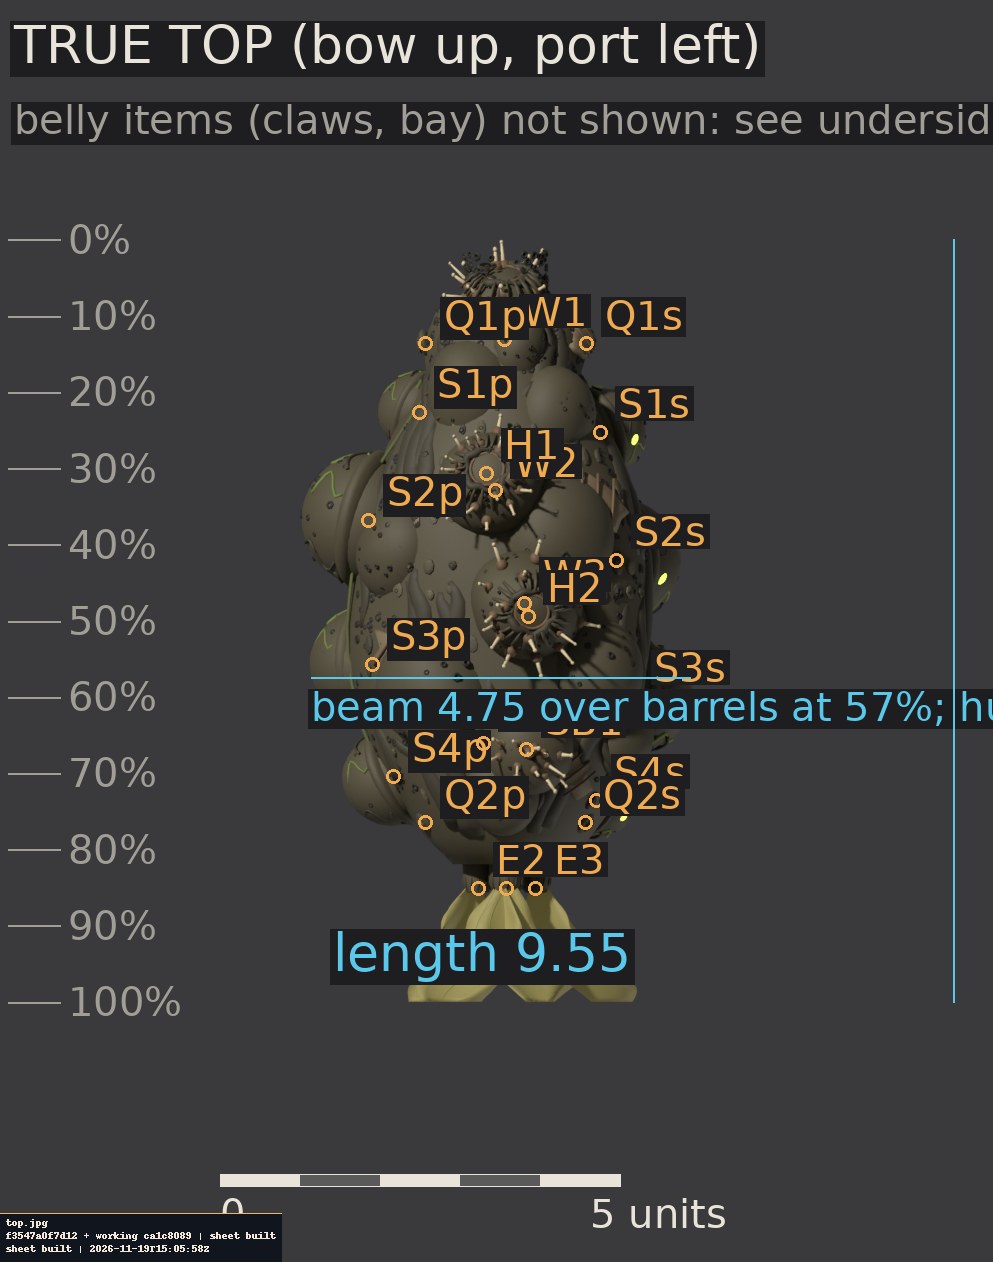 TRUE TOP (bow up, port left)
belly items (claws, bay) not shown: see undersid
0%
10%
Q1p
W1
Q1s
20%
S1p
S1s
H1
W2
30%
S2p
S2s
40%
H2
50%
S3p
S3s
60%
beam 4.75 over barrels at 57%; hu
S4p
70%
S4s
Q2p
Q2s
80%
E2
E3
90%
length 9.55
100%
0
5 units
top.jpg
f3547a0f7d12 + working ca1c8089 | sheet built
sheet built | 2026-11-19T15:05:58Z